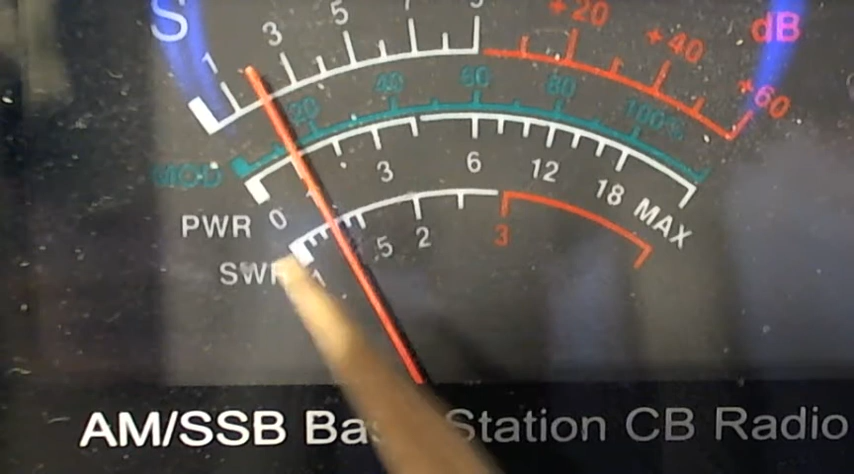 S 1 3 5 +20 +40 +60 dB
MOD 20 40 60 80 100%
PWR 0 3 6 12 18 MAX
SWR 1 .5 2 3
AM/SSB Station CB Radio